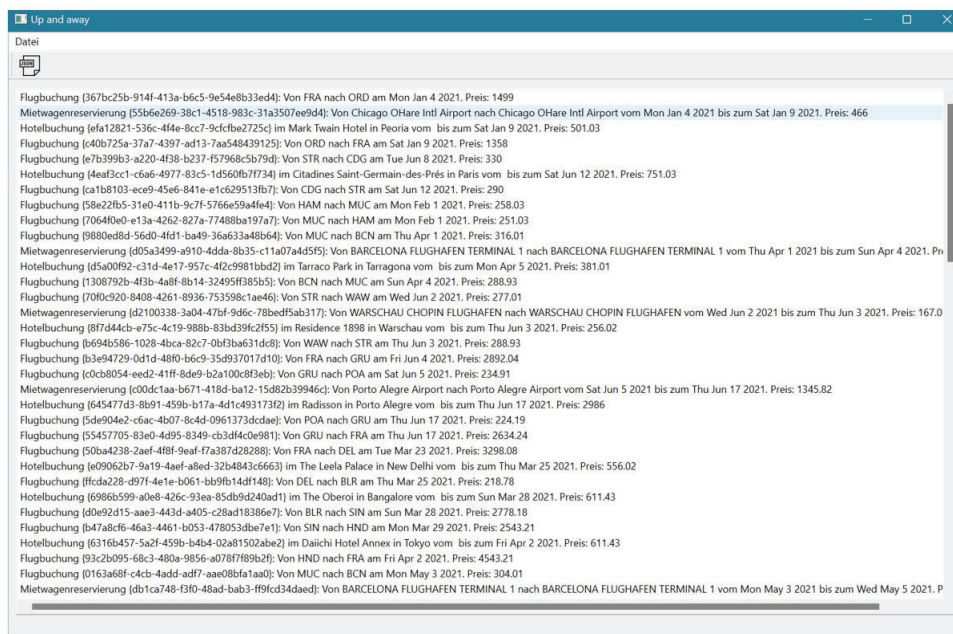 Up and away
Datei
JSON
Flugbuchung {367bc25b-914f-413a-b6c5-9e54e8b33ed4}: Von FRA nach ORD am Mon Jan 4 2021. Preis: 1499
Mietwagenreservierung {55b6e269-38c1-4518-983c-31a3507ee9d4}: Von Chicago OHare Intl Airport nach Chicago OHare Intl Airport vom Mon Jan 4 2021 bis zum Sat Jan 9 2021. Preis: 466
Hotelbuchung {efa12821-536c-4f4e-8cc7-9cfcfbe2725c} im Mark Twain Hotel in Peoria vom  bis zum Sat Jan 9 2021. Preis: 501.03
Flugbuchung {c40b725a-37a7-4397-ad13-7aa548439125}: Von ORD nach FRA am Sat Jan 9 2021. Preis: 1358
Flugbuchung {e7b399b3-a220-4f38-b237-f57968c5b79d}: Von STR nach CDG am Tue Jun 8 2021. Preis: 330
Hotelbuchung {4eaf3cc1-c6a6-4977-83c5-1d560fb7f734} im Citadines Saint-Germain-des-Prés in Paris vom  bis zum Sat Jun 12 2021. Preis: 751.03
Flugbuchung {ca1b8103-ece9-45e6-841e-e1c629513fb7}: Von CDG nach STR am Sat Jun 12 2021. Preis: 290
Flugbuchung {58e22fb5-31e0-411b-9c7f-5766e59a4fe4}: Von HAM nach MUC am Mon Feb 1 2021. Preis: 258.03
Flugbuchung {7064f0e0-e13a-4262-827a-77488ba197a7}: Von MUC nach HAM am Mon Feb 1 2021. Preis: 251.03
Flugbuchung {9880ed8d-56d0-4fd1-ba49-36a633a48b64}: Von MUC nach BCN am Thu Apr 1 2021. Preis: 316.01
Mietwagenreservierung {d05a3499-a910-4dda-8b35-c11a07a4d5f5}: Von BARCELONA FLUGHAFEN TERMINAL 1 nach BARCELONA FLUGHAFEN TERMINAL 1 vom Thu Apr 1 2021 bis zum Sun Apr 4 2021. Pr
Hotelbuchung {d5a00f92-c31d-4e17-957c-4f2c9981bbd2} im Tarraco Park in Tarragona vom  bis zum Mon Apr 5 2021. Preis: 381.01
Flugbuchung {1308792b-4f3b-4a8f-8b14-32495ff385b5}: Von BCN nach MUC am Sun Apr 4 2021. Preis: 288.93
Flugbuchung {70f0c920-8408-4261-8936-753598c1ae46}: Von STR nach WAW am Wed Jun 2 2021. Preis: 277.01
Mietwagenreservierung {d2100338-3a04-47bf-9d6c-78bedf5ab317}: Von WARSCHAU CHOPIN FLUGHAFEN nach WARSCHAU CHOPIN FLUGHAFEN vom Wed Jun 2 2021 bis zum Thu Jun 3 2021. Preis: 167.0
Hotelbuchung {8f7d44cb-e75c-4c19-988b-83bd39fc2f55} im Residence 1898 in Warschau vom  bis zum Thu Jun 3 2021. Preis: 256.02
Flugbuchung {b694b586-1028-4bca-82c7-0bf3ba631dc8}: Von WAW nach STR am Thu Jun 3 2021. Preis: 288.93
Flugbuchung {b3e94729-0d1d-48f0-b6c9-35d937017d10}: Von FRA nach GRU am Fri Jun 4 2021. Preis: 2892.04
Flugbuchung {c0cb8054-eed2-41ff-8de9-b2a100c8f3eb}: Von GRU nach POA am Sat Jun 5 2021. Preis: 234.91
Mietwagenreservierung {c00dc1aa-b671-418d-ba12-15d82b39946c}: Von Porto Alegre Airport nach Porto Alegre Airport vom Sat Jun 5 2021 bis zum Thu Jun 17 2021. Preis: 1345.82
Hotelbuchung {645477d3-8b91-459b-b17a-4d1c493173f2} im Radisson in Porto Alegre vom  bis zum Thu Jun 17 2021. Preis: 2986
Flugbuchung {5de904e2-c6ac-4b07-8c4d-0961373dcdae}: Von POA nach GRU am Thu Jun 17 2021. Preis: 224.19
Flugbuchung {55457705-83e0-4d95-8349-cb3df4c0e981}: Von GRU nach FRA am Thu Jun 17 2021. Preis: 2634.24
Flugbuchung {50ba4238-2aef-4f8f-9eaf-f7a387d28288}: Von FRA nach DEL am Tue Mar 23 2021. Preis: 3298.08
Hotelbuchung {e09062b7-9a19-4aef-a8ed-32b4843c6663} im The Leela Palace in New Delhi vom  bis zum Thu Mar 25 2021. Preis: 556.02
Flugbuchung {ffcda228-d97f-4e1e-b061-bb9fb14df148}: Von DEL nach BLR am Thu Mar 25 2021. Preis: 218.78
Hotelbuchung {6986b599-a0e8-426c-93ea-85db9d240ad1} im The Oberoi in Bangalore vom  bis zum Sun Mar 28 2021. Preis: 611.43
Flugbuchung {d0e92d15-aae3-443d-a405-c28ad18386e7}: Von BLR nach SIN am Sun Mar 28 2021. Preis: 2778.18
Flugbuchung {b47a8cf6-46a3-4461-b053-478053dbe7e1}: Von SIN nach HND am Mon Mar 29 2021. Preis: 2543.21
Hotelbuchung {6316b457-5a2f-459b-b4b4-02a81502abe2} im Daiichi Hotel Annex in Tokyo vom  bis zum Fri Apr 2 2021. Preis: 611.43
Flugbuchung {93c2b095-68c3-480a-9856-a078f7f89b2f}: Von HND nach FRA am Fri Apr 2 2021. Preis: 4543.21
Flugbuchung {0163a68f-c4cb-4add-adf7-aae08bfa1aa0}: Von MUC nach BCN am Mon May 3 2021. Preis: 304.01
Mietwagenreservierung {db1ca748-f3f0-48ad-bab3-ff9fcd34daed}: Von BARCELONA FLUGHAFEN TERMINAL 1 nach BARCELONA FLUGHAFEN TERMINAL 1 vom Mon May 3 2021 bis zum Wed May 5 2021. P